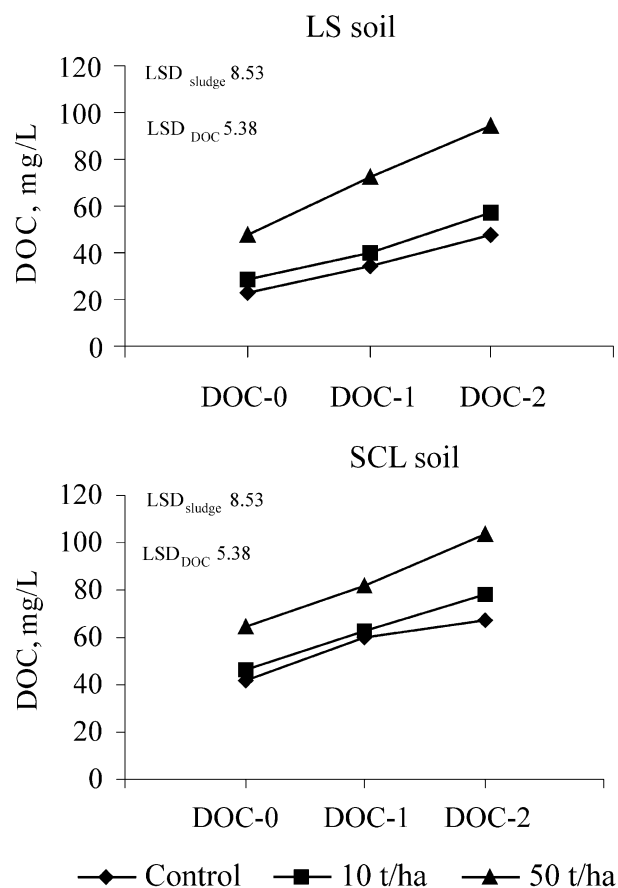 LS soil
120
100
80
60
40
20
0
DOC, mg/L
LSD sludge 8.53
LSD DOC 5.38
DOC-0 DOC-1 DOC-2
SCL soil
120
100
80
60
40
20
0
DOC, mg/L
LSD sludge 8.53
LSD DOC 5.38
DOC-0 DOC-1 DOC-2
Control 10 t/ha 50 t/ha